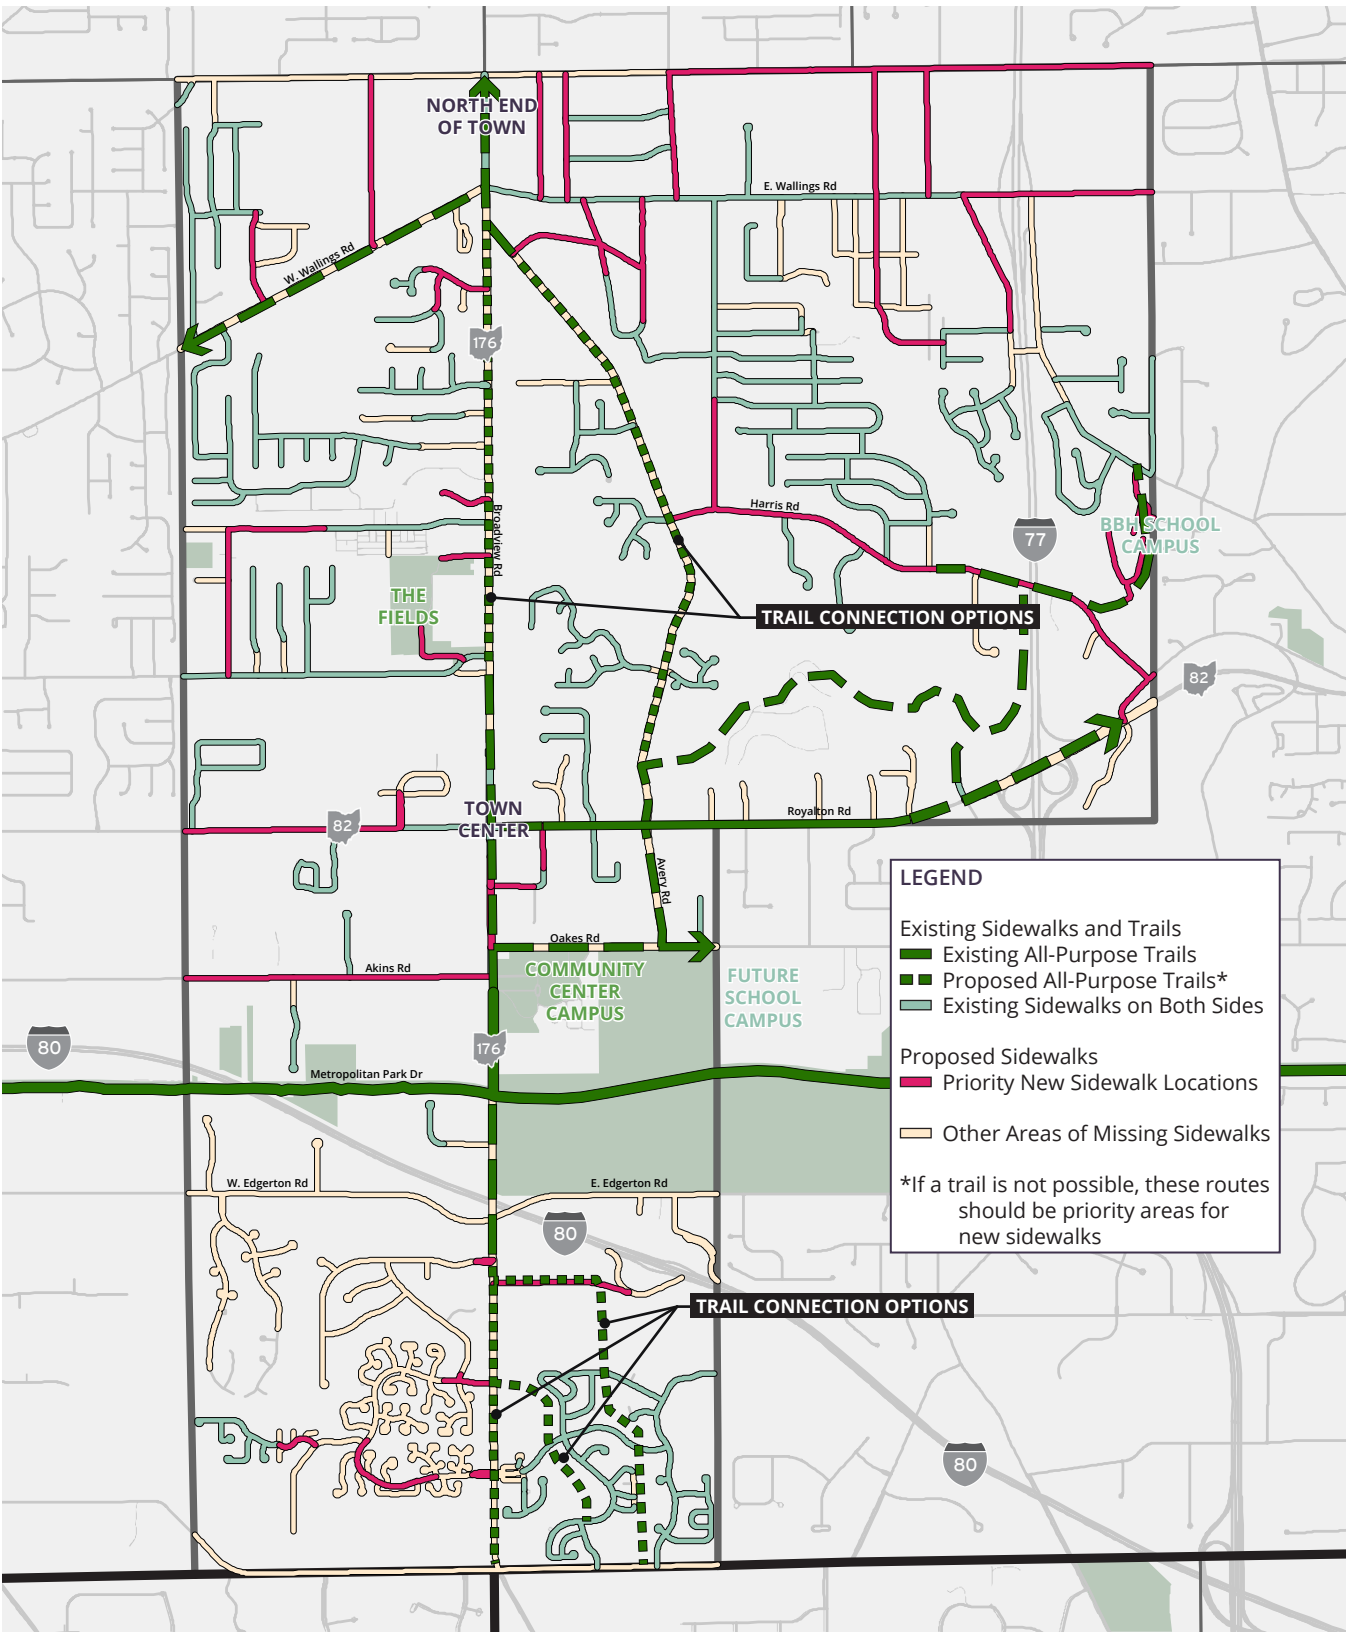 NORTH END
OF TOWN
E. Wallings Rd
W. Wallings Rd
176
Broadview Rd
Harris Rd
BBH SCHOOL
CAMPUS
77
THE
FIELDS
TRAIL CONNECTION OPTIONS
82
TOWN
CENTER
Royalton Rd
82
Avery Rd
LEGEND
Existing Sidewalks and Trails
Existing All-Purpose Trails
Proposed All-Purpose Trails*
Existing Sidewalks on Both Sides
Proposed Sidewalks
Priority New Sidewalk Locations
Other Areas of Missing Sidewalks
*If a trail is not possible, these routes
should be priority areas for
new sidewalks
Oakes Rd
Akins Rd
COMMUNITY
CENTER
CAMPUS
FUTURE
SCHOOL
CAMPUS
80
176
Metropolitan Park Dr
W. Edgerton Rd
E. Edgerton Rd
80
TRAIL CONNECTION OPTIONS
80